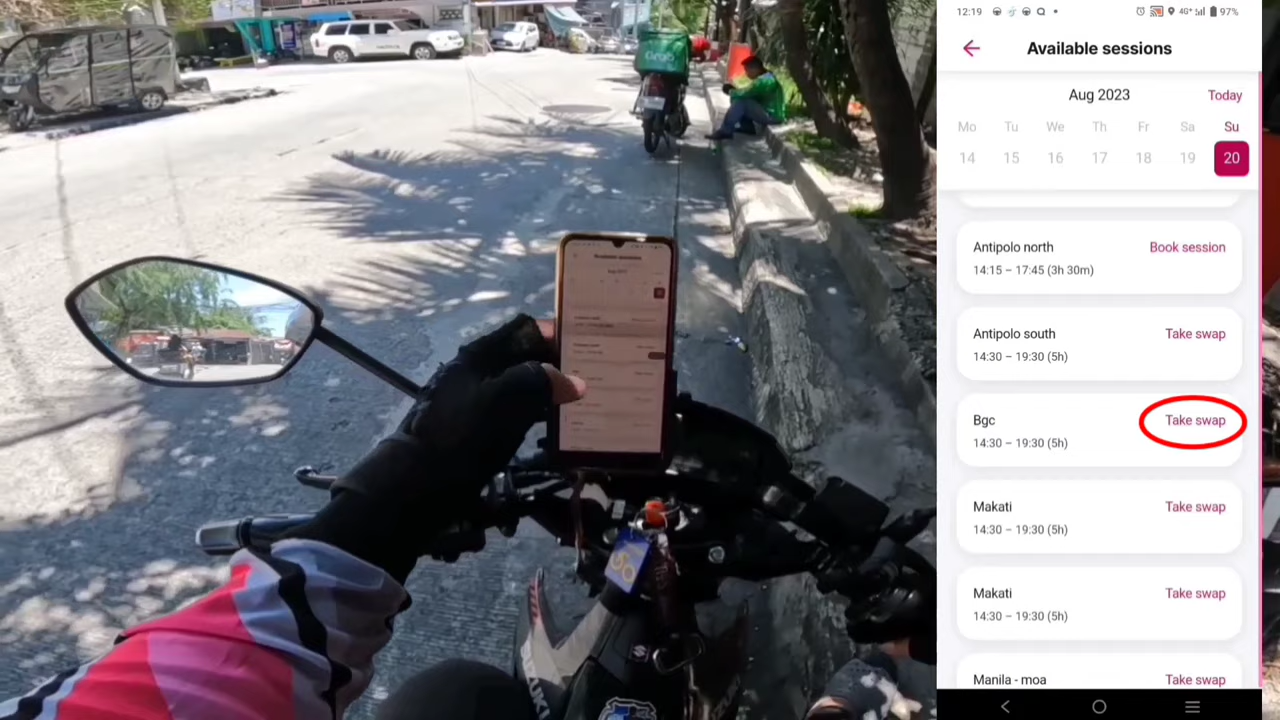 Grab
SUZUKI
12:19
4G+
97%
Available sessions
Aug 2023
Today
Mo Tu We Th Fr Sa Su
14 15 16 17 18 19 20
Antipolo north
Book session
14:15 – 17:45 (3h 30m)
Antipolo south
Take swap
14:30 – 19:30 (5h)
Bgc
Take swap
14:30 – 19:30 (5h)
Makati
Take swap
14:30 – 19:30 (5h)
Makati
Take swap
14:30 – 19:30 (5h)
Manila - moa
Take swap